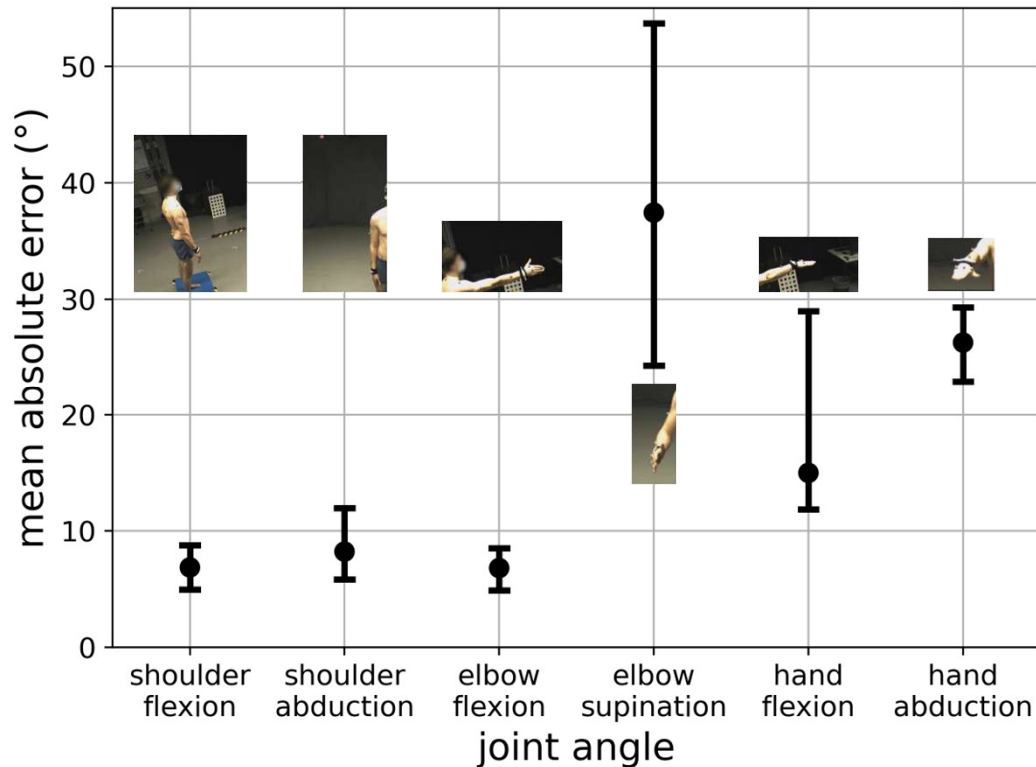 mean absolute error (°)
50
40
30
20
10
0
shoulder
flexion
shoulder
abduction
elbow
flexion
elbow
supination
hand
flexion
hand
abduction
joint angle